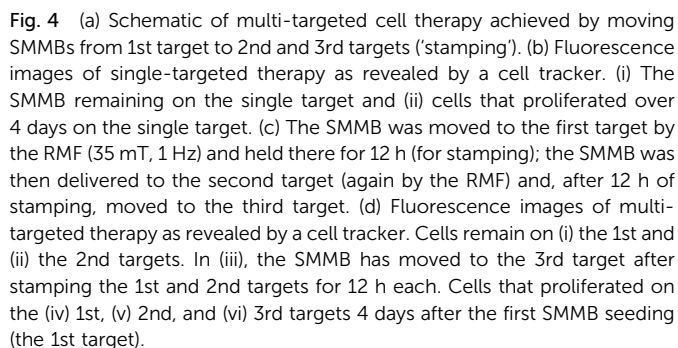 Fig. 4 (a) Schematic of multi-targeted cell therapy achieved by moving
SMMBs from 1st target to 2nd and 3rd targets (‘stamping’). (b) Fluorescence
images of single-targeted therapy as revealed by a cell tracker. (i) The
SMMB remaining on the single target and (ii) cells that proliferated over
4 days on the single target. (c) The SMMB was moved to the first target by
the RMF (35 mT, 1 Hz) and held there for 12 h (for stamping); the SMMB was
then delivered to the second target (again by the RMF) and, after 12 h of
stamping, moved to the third target. (d) Fluorescence images of multi-
targeted therapy as revealed by a cell tracker. Cells remain on (i) the 1st and
(ii) the 2nd targets. In (iii), the SMMB has moved to the 3rd target after
stamping the 1st and 2nd targets for 12 h each. Cells that proliferated on
the (iv) 1st, (v) 2nd, and (vi) 3rd targets 4 days after the first SMMB seeding
(the 1st target).